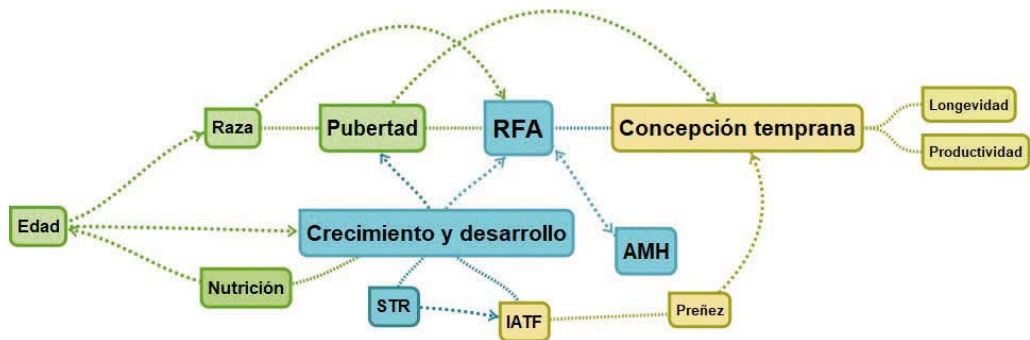 Raza
Pubertad
RFA
Concepción temprana
Longevidad
Productividad
Edad
Crecimiento y desarrollo
AMH
Nutrición
STR
IATF
Preñez